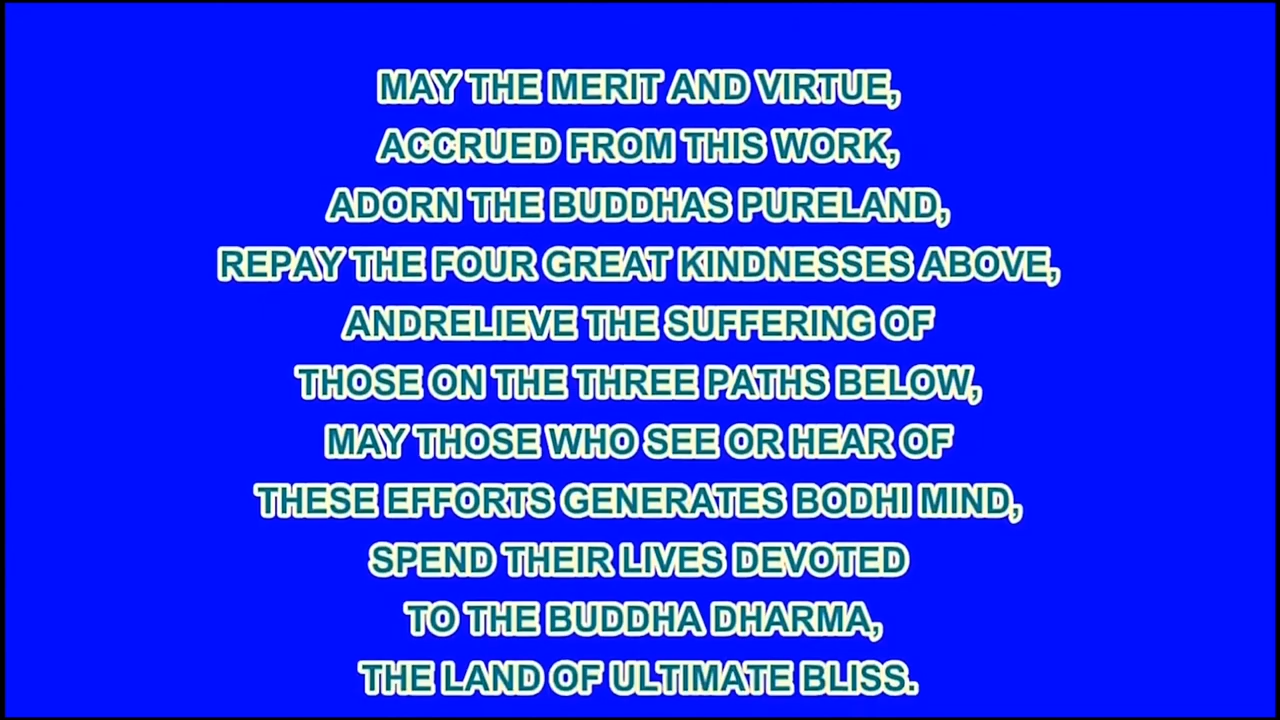 MAY THE MERIT AND VIRTUE,
ACCRUED FROM THIS WORK,
ADORN THE BUDDHAS PURELAND,
REPAY THE FOUR GREAT KINDNESSES ABOVE,
ANDRELIEVE THE SUFFERING OF
THOSE ON THE THREE PATHS BELOW,
MAY THOSE WHO SEE OR HEAR OF
THESE EFFORTS GENERATES BODHI MIND,
SPEND THEIR LIVES DEVOTED
TO THE BUDDHA DHARMA,
THE LAND OF ULTIMATE BLISS.